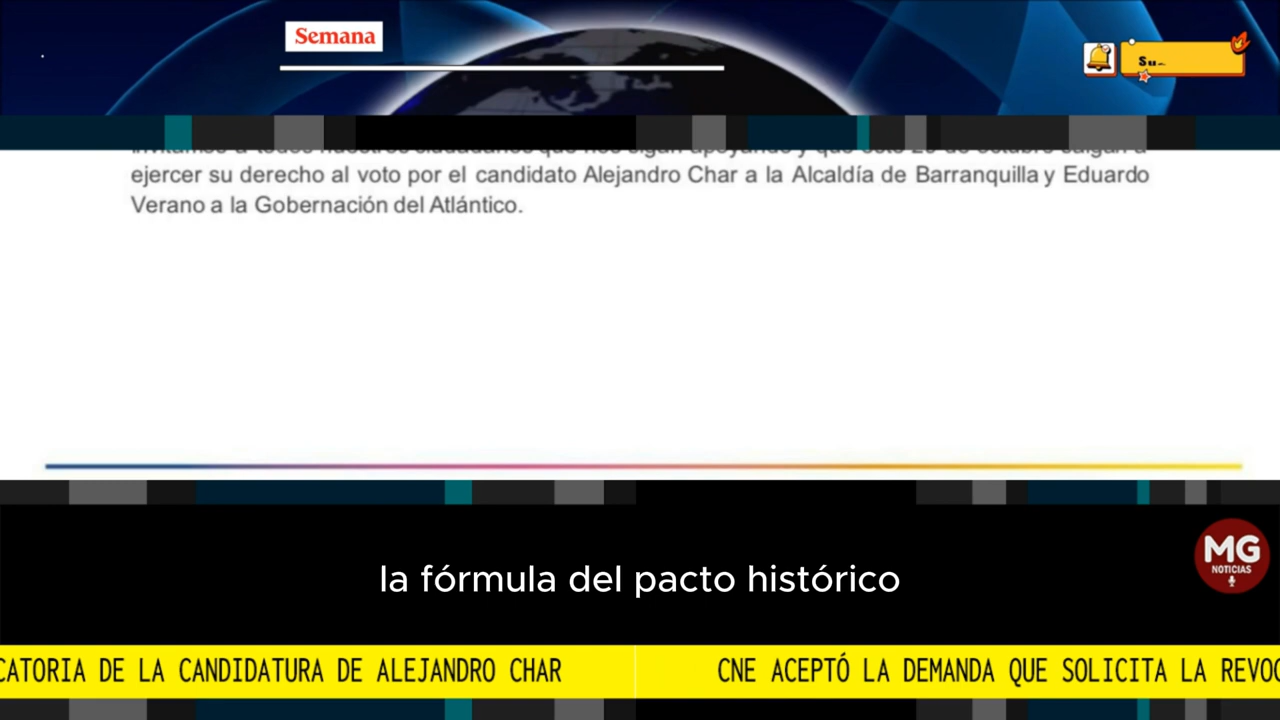 Semana
Su
ejercer su derecho al voto por el candidato Alejandro Char a la Alcaldía de Barranquilla y Eduardo
Verano a la Gobernación del Atlántico.
la fórmula del pacto histórico
MG
NOTICIAS
CATORIA DE LA CANDIDATURA DE ALEJANDRO CHAR CNE ACEPTÓ LA DEMANDA QUE SOLICITA LA REVOC